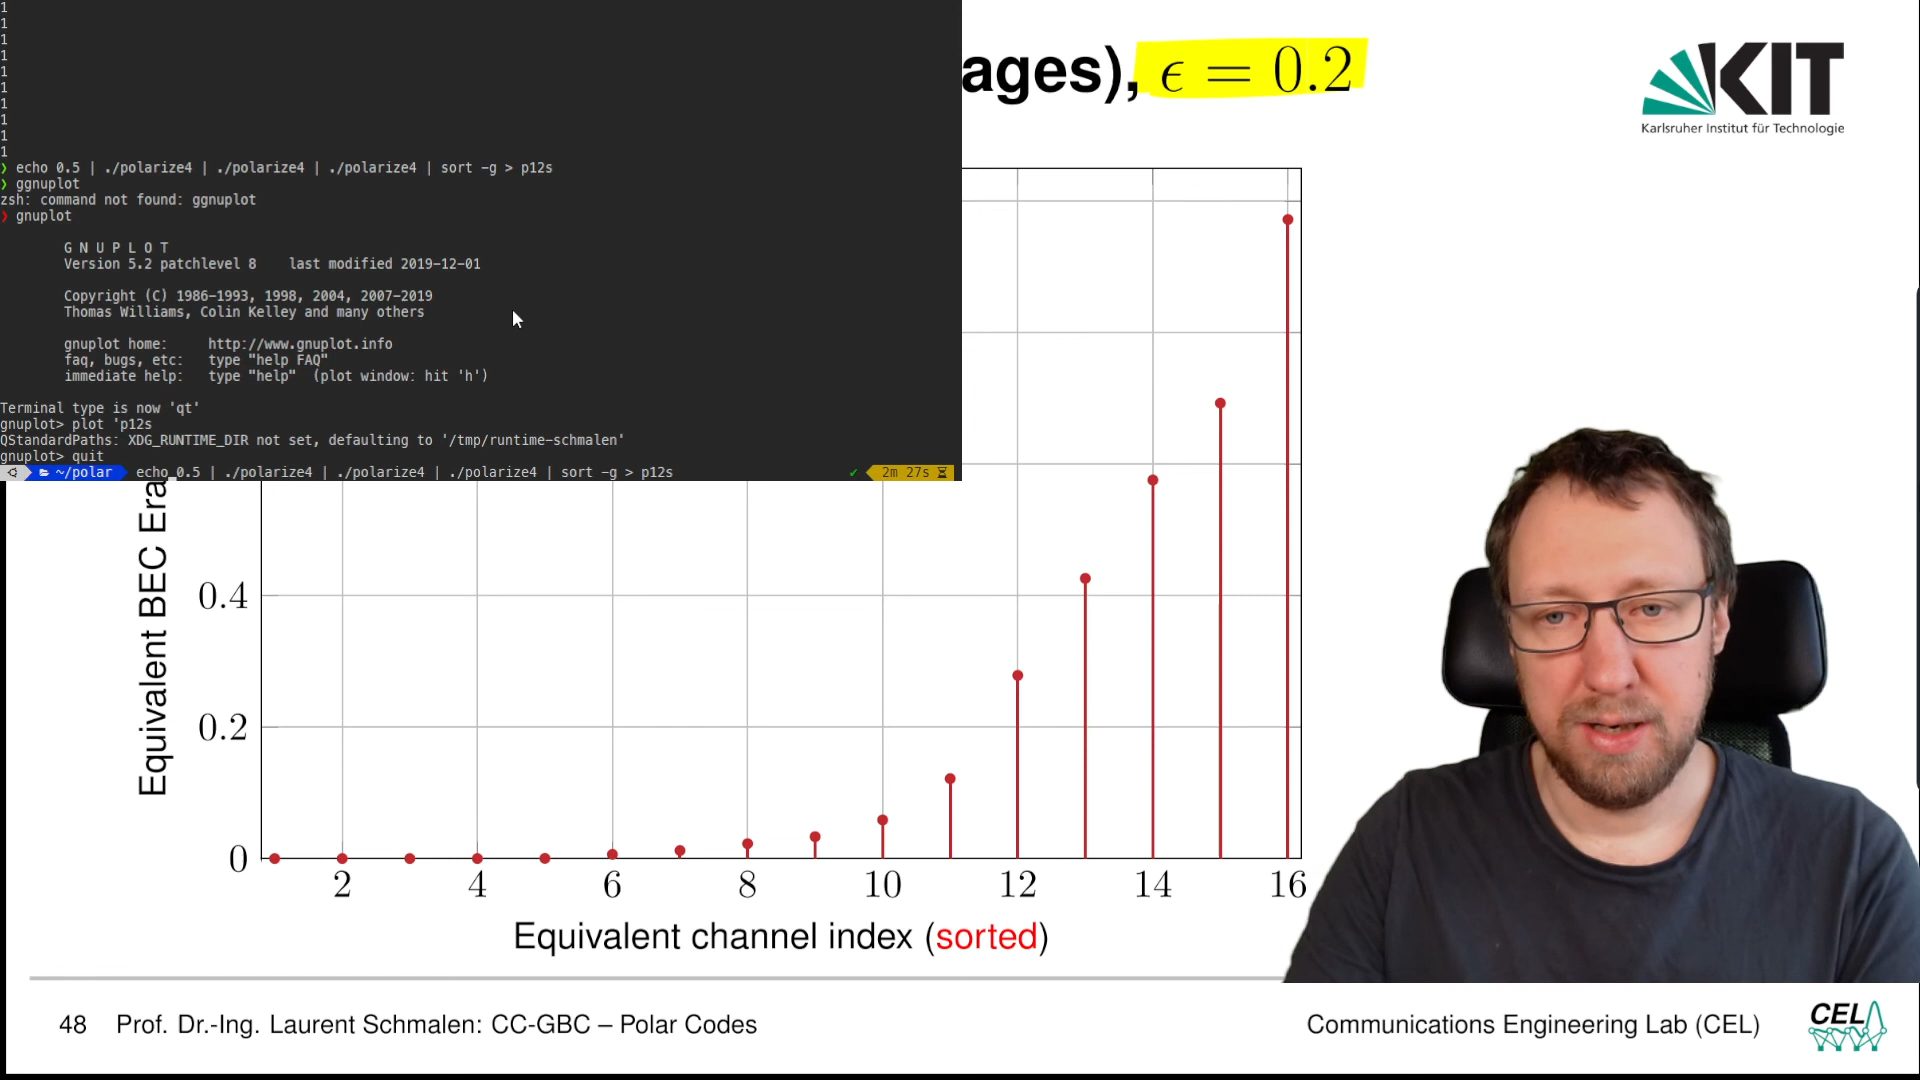 1
1
1
1
1
1
1
1
1
1
❯ echo 0.5 | ./polarize4 | ./polarize4 | ./polarize4 | sort -g > p12s
❯ ggnuplot
zsh: command not found: ggnuplot
❯ gnuplot
G N U P L O T
Version 5.2 patchlevel 8    last modified 2019-12-01
Copyright (C) 1986-1993, 1998, 2004, 2007-2019
Thomas Williams, Colin Kelley and many others
gnuplot home:     http://www.gnuplot.info
faq, bugs, etc:   type "help FAQ"
immediate help:   type "help"  (plot window: hit 'h')
Terminal type is now 'qt'
gnuplot> plot 'p12s
QStandardPaths: XDG_RUNTIME_DIR not set, defaulting to '/tmp/runtime-schmalen'
gnuplot> quit
~/polar echo 0.5 | ./polarize4 | ./polarize4 | ./polarize4 | sort -g > p12s ✓ 2m 27s
ages), ϵ = 0.2
KIT
Karlsruher Institut für Technologie
Equivalent BEC Era
0.4
0.2
0
2 4 6 8 10 12 14 16
Equivalent channel index (sorted)
48 Prof. Dr.-Ing. Laurent Schmalen: CC-GBC – Polar Codes
Communications Engineering Lab (CEL)
CEL